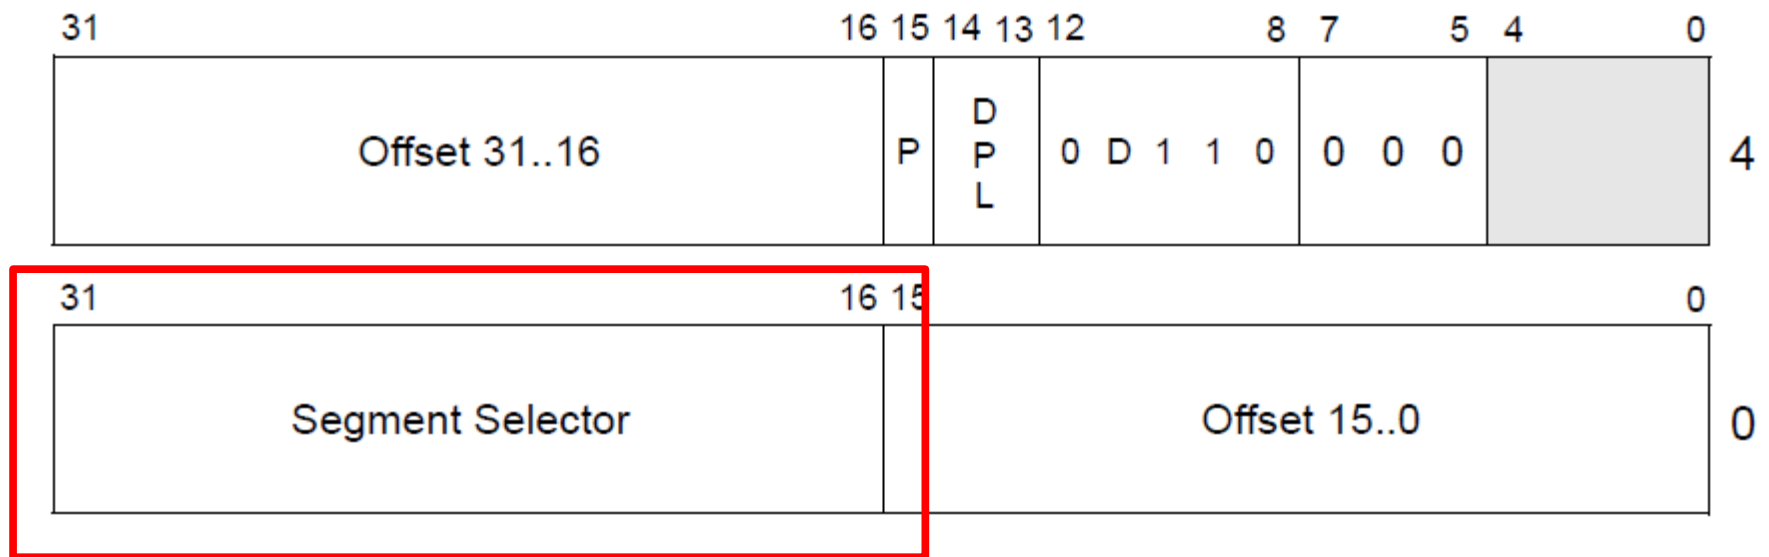 31 16 15 14 13 12 8 7 5 4 0
Offset 31..16 P DPL 0 D 1 1 0 0 0 0 4
31 16 15 0
Segment Selector Offset 15..0 0